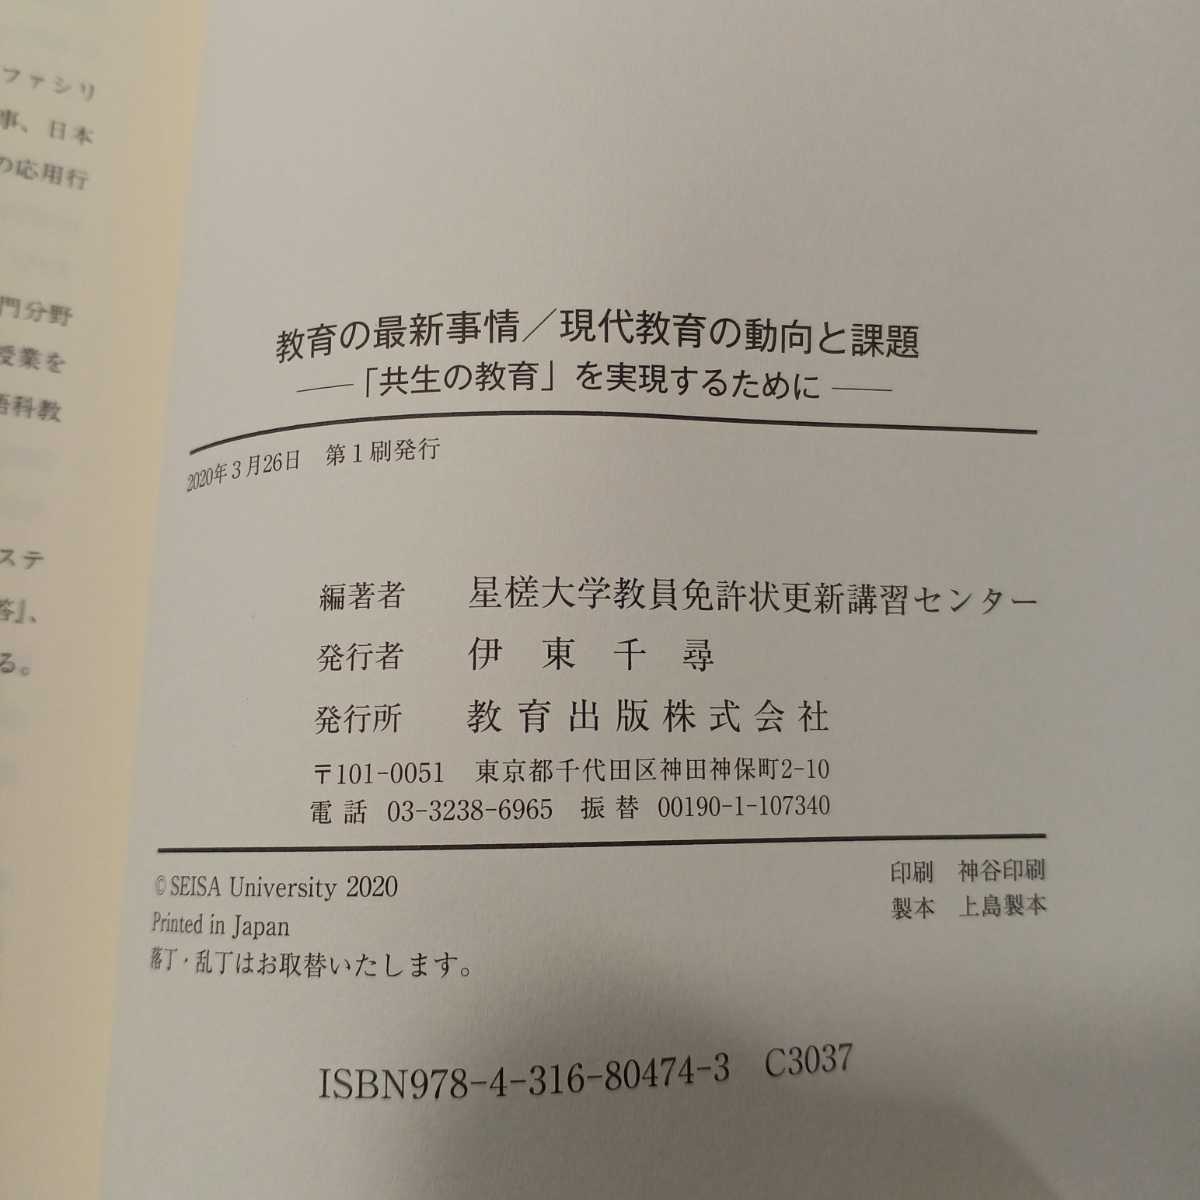 ファシリ
事、日本
の応用行
門分野
授業を
語科教
ステ
答』、
る。
教育の最新事情／現代教育の動向と課題
――「共生の教育」を実現するために――
2020年3月26日　第1刷発行
編著者　星槎大学教員免許状更新講習センター
発行者　伊東千尋
発行所　教育出版株式会社
〒101-0051　東京都千代田区神田神保町2-10
電話　03-3238-6965　振替　00190-1-107340
©SEISA University 2020
Printed in Japan
落丁・乱丁はお取替いたします。
印刷　神谷印刷
製本　上島製本
ISBN978-4-316-80474-3　C3037